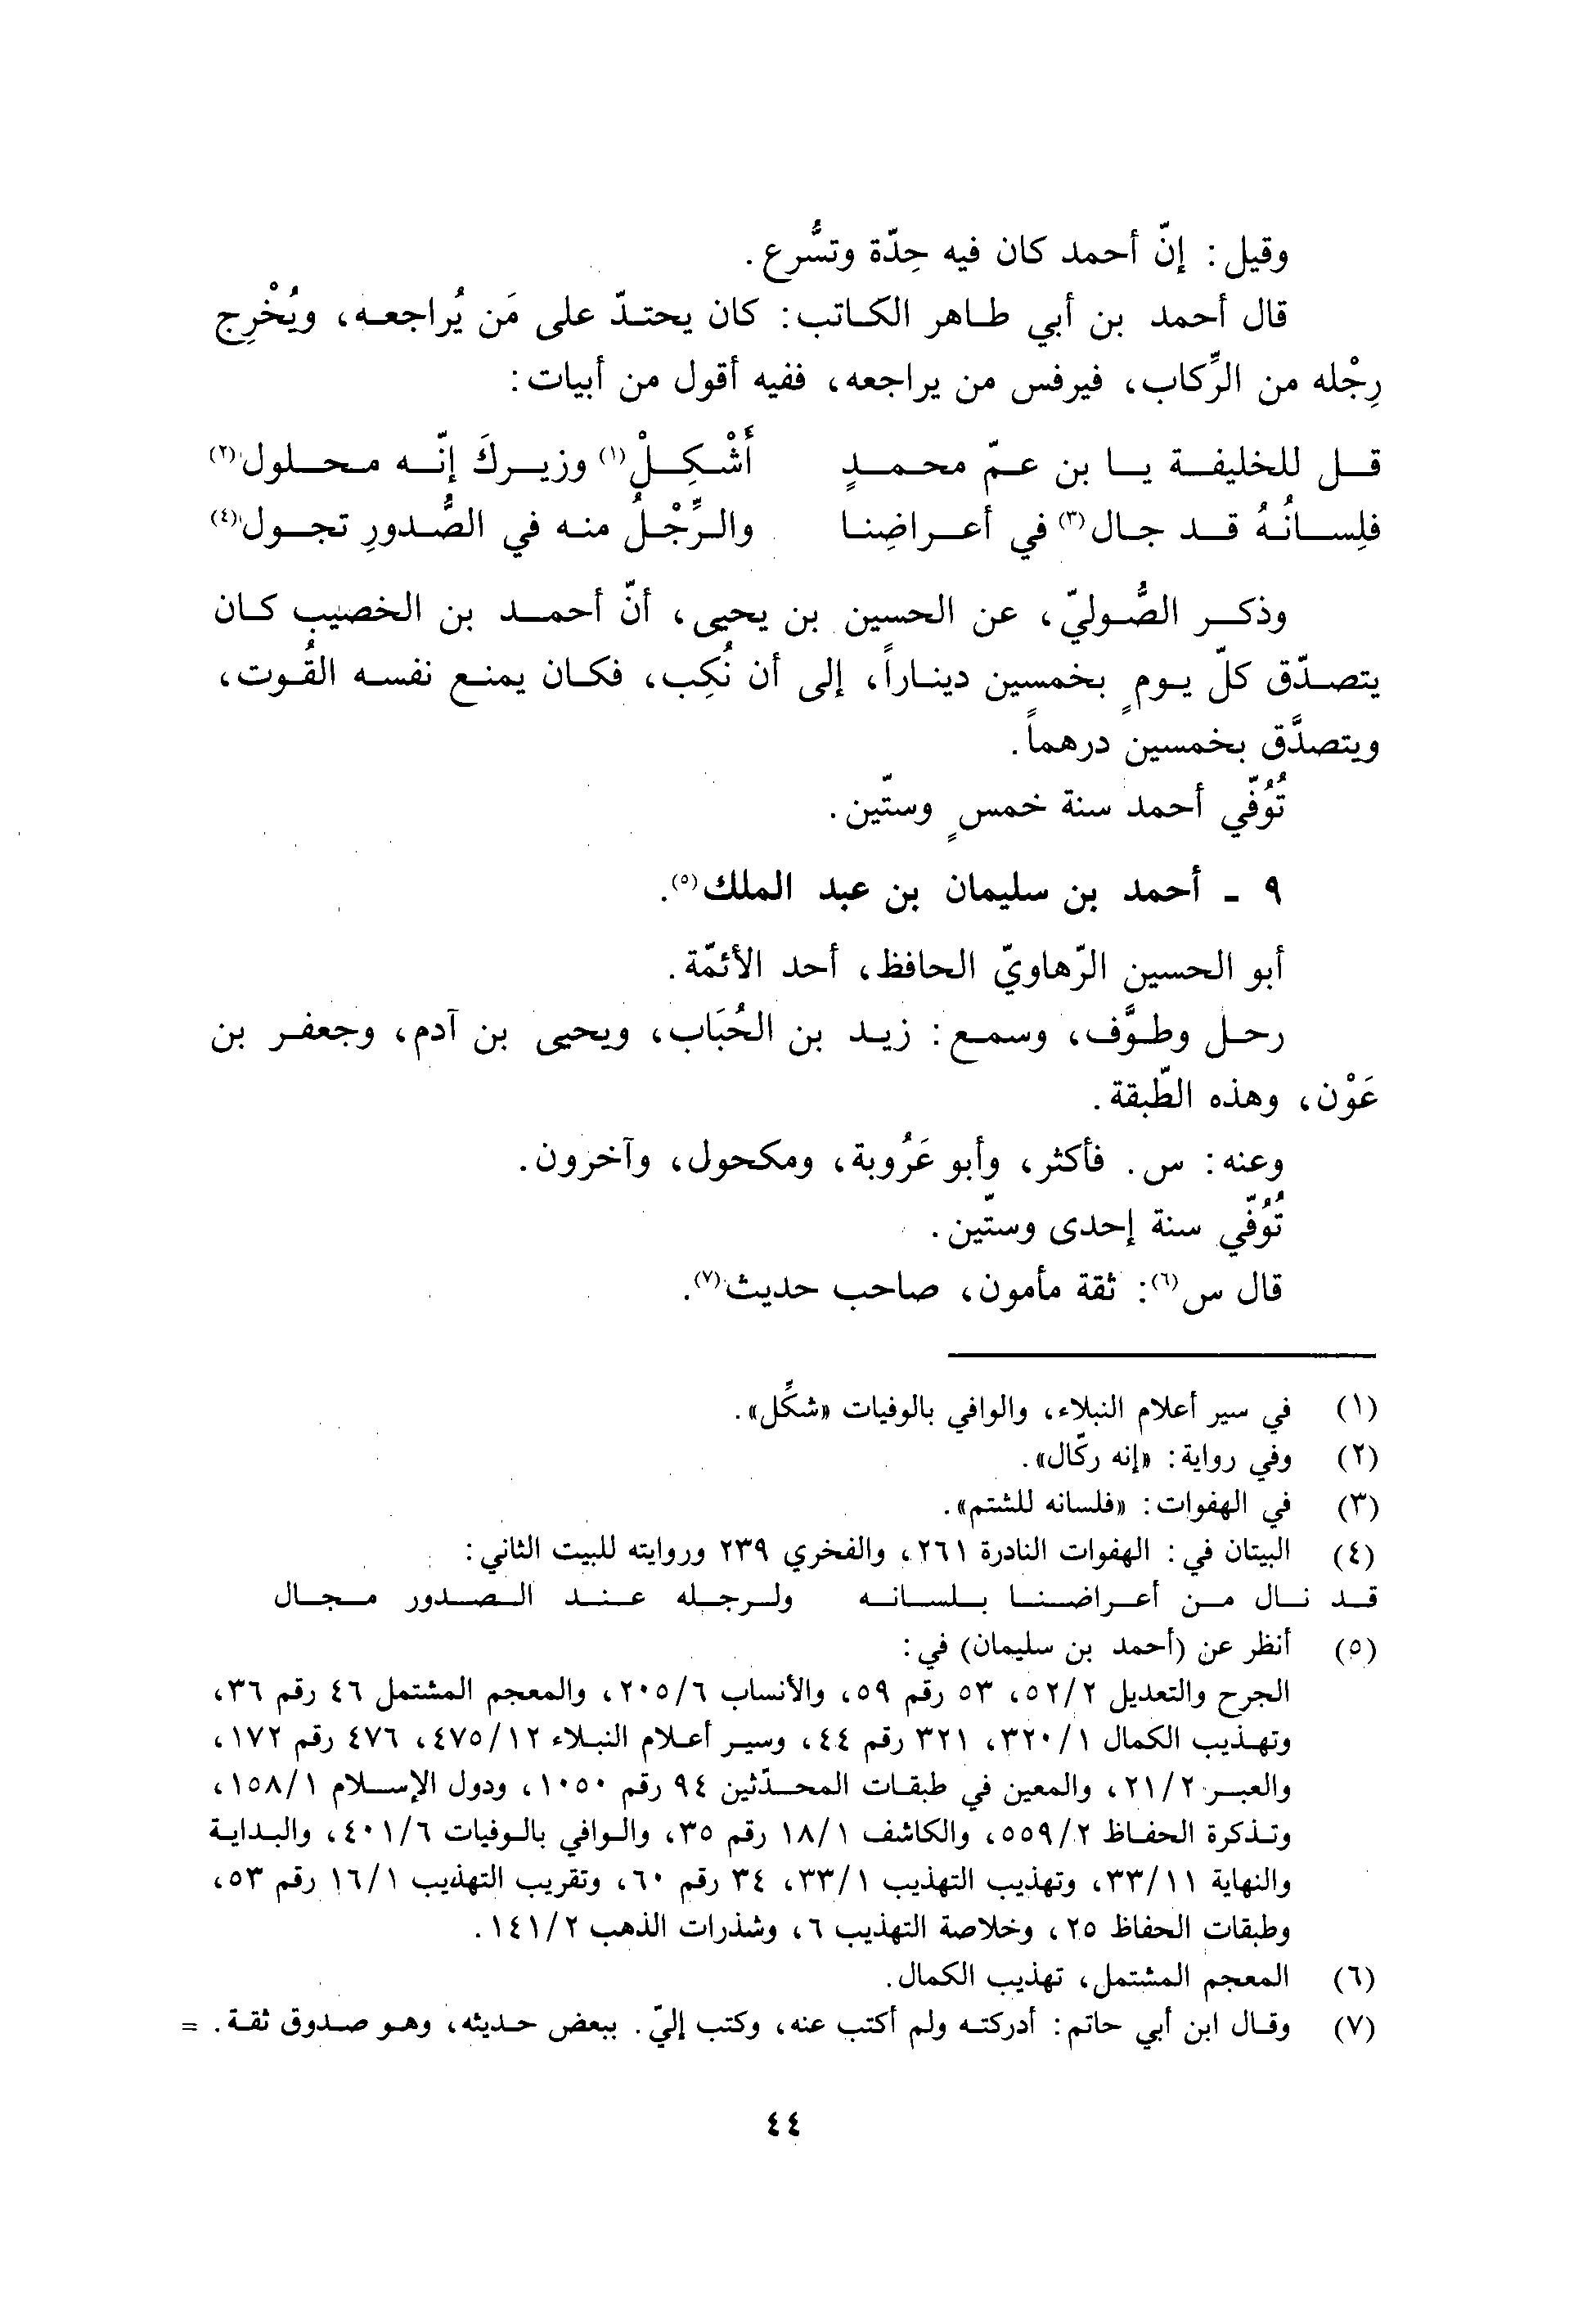 وقيل: إنّ أحمد كان فيه حِدّة وتسُّرع.
قال أحمد بن أبي طاهر الكاتب: كان يحتدّ على مَن يُراجعه، ويُخْرِج
رِجْله من الرِّكاب، فيرفس من يراجعه، ففيه أقول من أبيات:
قل للخليفة يا بن عمّ محمدٍ أَشْكِلْ(١) وزيركَ إنّه محلول(٢)
فلِسانُهُ قد جال(٣) في أعراضِنا والرِّجْلُ منه في الصُّدورِ تجول(٤)
وذكر الصُّوليّ، عن الحسين بن يحيى، أنّ أحمد بن الخصيب كان
يتصدّق كلّ يومٍ بخمسين ديناراً، إلى أن نُكِب، فكان يمنع نفسه القُوت،
ويتصدَّق بخمسين درهماً.
تُوُفّي أحمد سنة خمسٍ وستّين.
٩ - أحمد بن سليمان بن عبد الملك(٥).
أبو الحسين الرّهاويّ الحافظ، أحد الأئمّة.
رحل وطوَّف، وسمع: زيد بن الحُبَاب، ويحيى بن آدم، وجعفر بن
عَوْن، وهذه الطّبقة.
وعنه: س. فأكثر، وأبو عَرُوبة، ومكحول، وآخرون.
تُوُفّي سنة إحدى وستّين.
قال س(٦): ثقة مأمون، صاحب حديث(٧).
(١) في سير أعلام النبلاء، والوافي بالوفيات «شكِّل».
(٢) وفي رواية: «إنه ركّال».
(٣) في الهفوات: «فلسانه للشتم».
(٤) البيتان في: الهفوات النادرة ٢٦١، والفخري ٢٣٩ وروايته للبيت الثاني:
قد نال من أعراضنا بلسانه ولرجله عند الصدور مجال
(٥) أنظر عن (أحمد بن سليمان) في:
الجرح والتعديل ٥٢/٢، ٥٣ رقم ٥٩، والأنساب ٢٠٥/٦، والمعجم المشتمل ٤٦ رقم ٣٦،
وتهذيب الكمال ٣٢٠/١، ٣٢١ رقم ٤٤، وسير أعلام النبلاء ٤٧٥/١٢، ٤٧٦ رقم ١٧٢،
والعبر ٢١/٢، والمعين في طبقات المحدّثين ٩٤ رقم ١٠٥٠، ودول الإسلام ١٥٨/١،
وتذكرة الحفاظ ٥٥٩/٢، والكاشف ١٨/١ رقم ٣٥، والوافي بالوفيات ٤٠١/٦، والبداية
والنهاية ٣٣/١١، وتهذيب التهذيب ٣٣/١، ٣٤ رقم ٦٠، وتقريب التهذيب ١٦/١ رقم ٥٣،
وطبقات الحفاظ ٢٥، وخلاصة التهذيب ٦، وشذرات الذهب ١٤١/٢.
(٦) المعجم المشتمل، تهذيب الكمال.
(٧) وقال ابن أبي حاتم: أدركته ولم أكتب عنه، وكتب إليّ. ببعض حديثه، وهو صدوق ثقة. =
٤٤